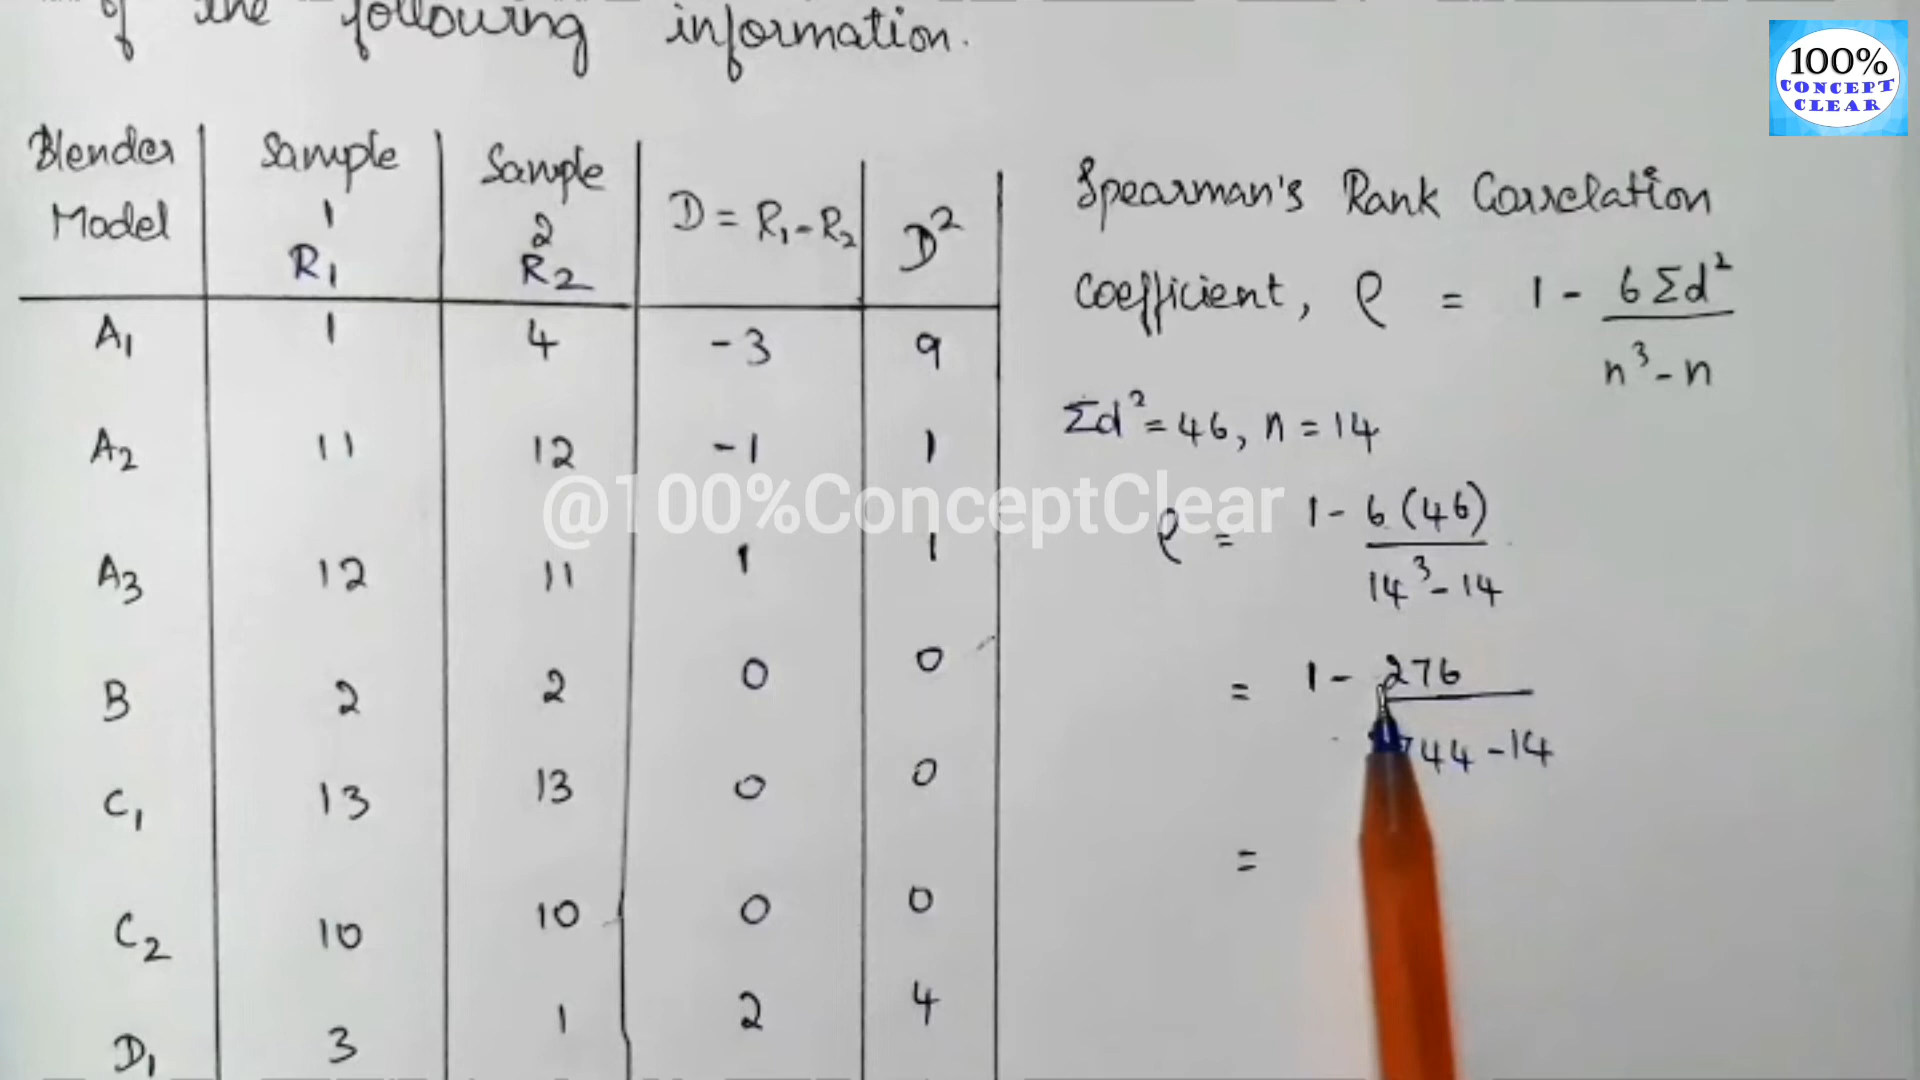 of the following information.
100%
CONCEPT
CLEAR
Blender Model | Sample 1 R₁ | Sample 2 R₂ | D = R₁ - R₂ | D²
A₁ | 1 | 4 | -3 | 9
A₂ | 11 | 12 | -1 | 1
A₃ | 12 | 11 | 1 | 1
B | 2 | 2 | 0 | 0
C₁ | 13 | 13 | 0 | 0
C₂ | 10 | 10 | 0 | 0
D₁ | 3 | 1 | 2 | 4
Spearman's Rank Correlation
Coefficient, ρ = 1 - 6Σd² / n³ - n
Σd² = 46, n = 14
ρ = 1 - 6(46) / 14³ - 14
= 1 - 276 / 44 - 14
=
@100%ConceptClear